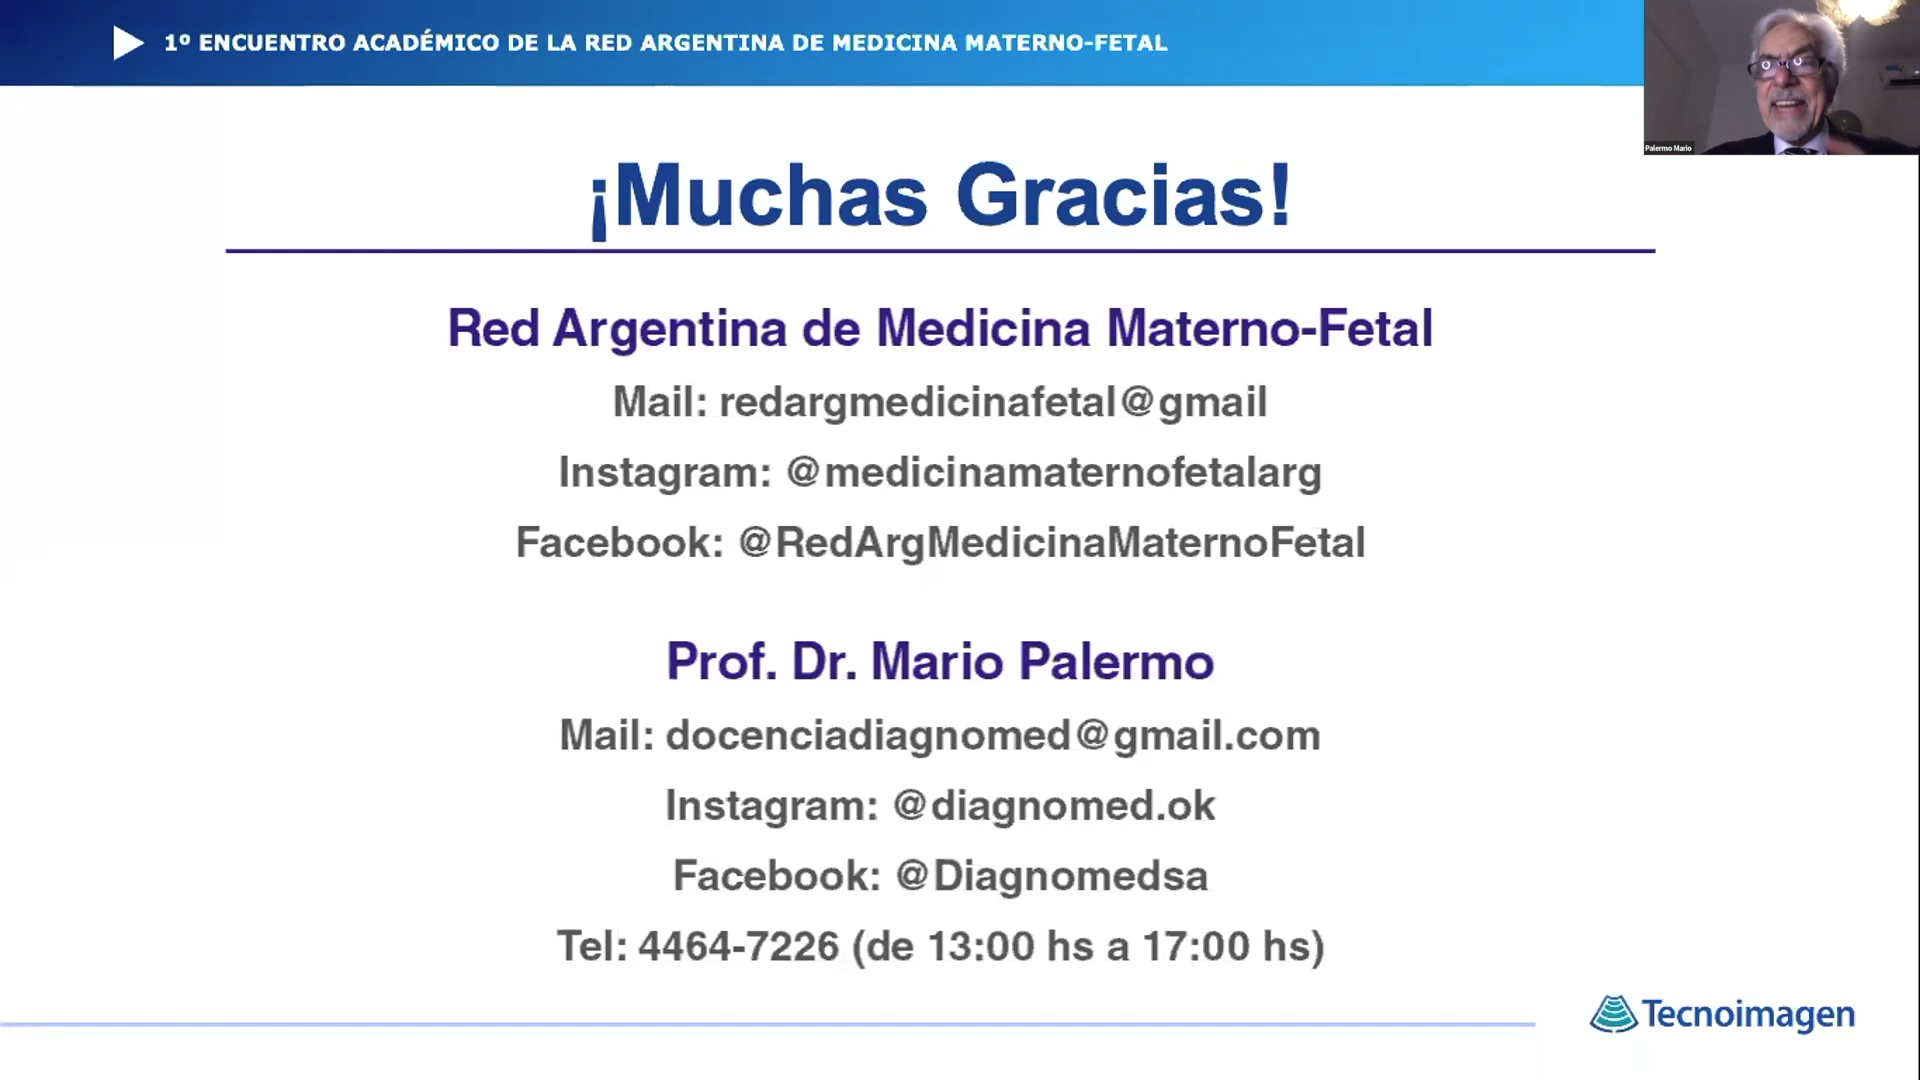 1º ENCUENTRO ACADÉMICO DE LA RED ARGENTINA DE MEDICINA MATERNO-FETAL
Palermo Mario
¡Muchas Gracias!
Red Argentina de Medicina Materno-Fetal
Mail: redargmedicinafetal@gmail
Instagram: @medicinamaternofetalarg
Facebook: @RedArgMedicinaMaternoFetal
Prof. Dr. Mario Palermo
Mail: docenciadiagnomed@gmail.com
Instagram: @diagnomed.ok
Facebook: @Diagnomedsa
Tel: 4464-7226 (de 13:00 hs a 17:00 hs)
Tecnoimagen